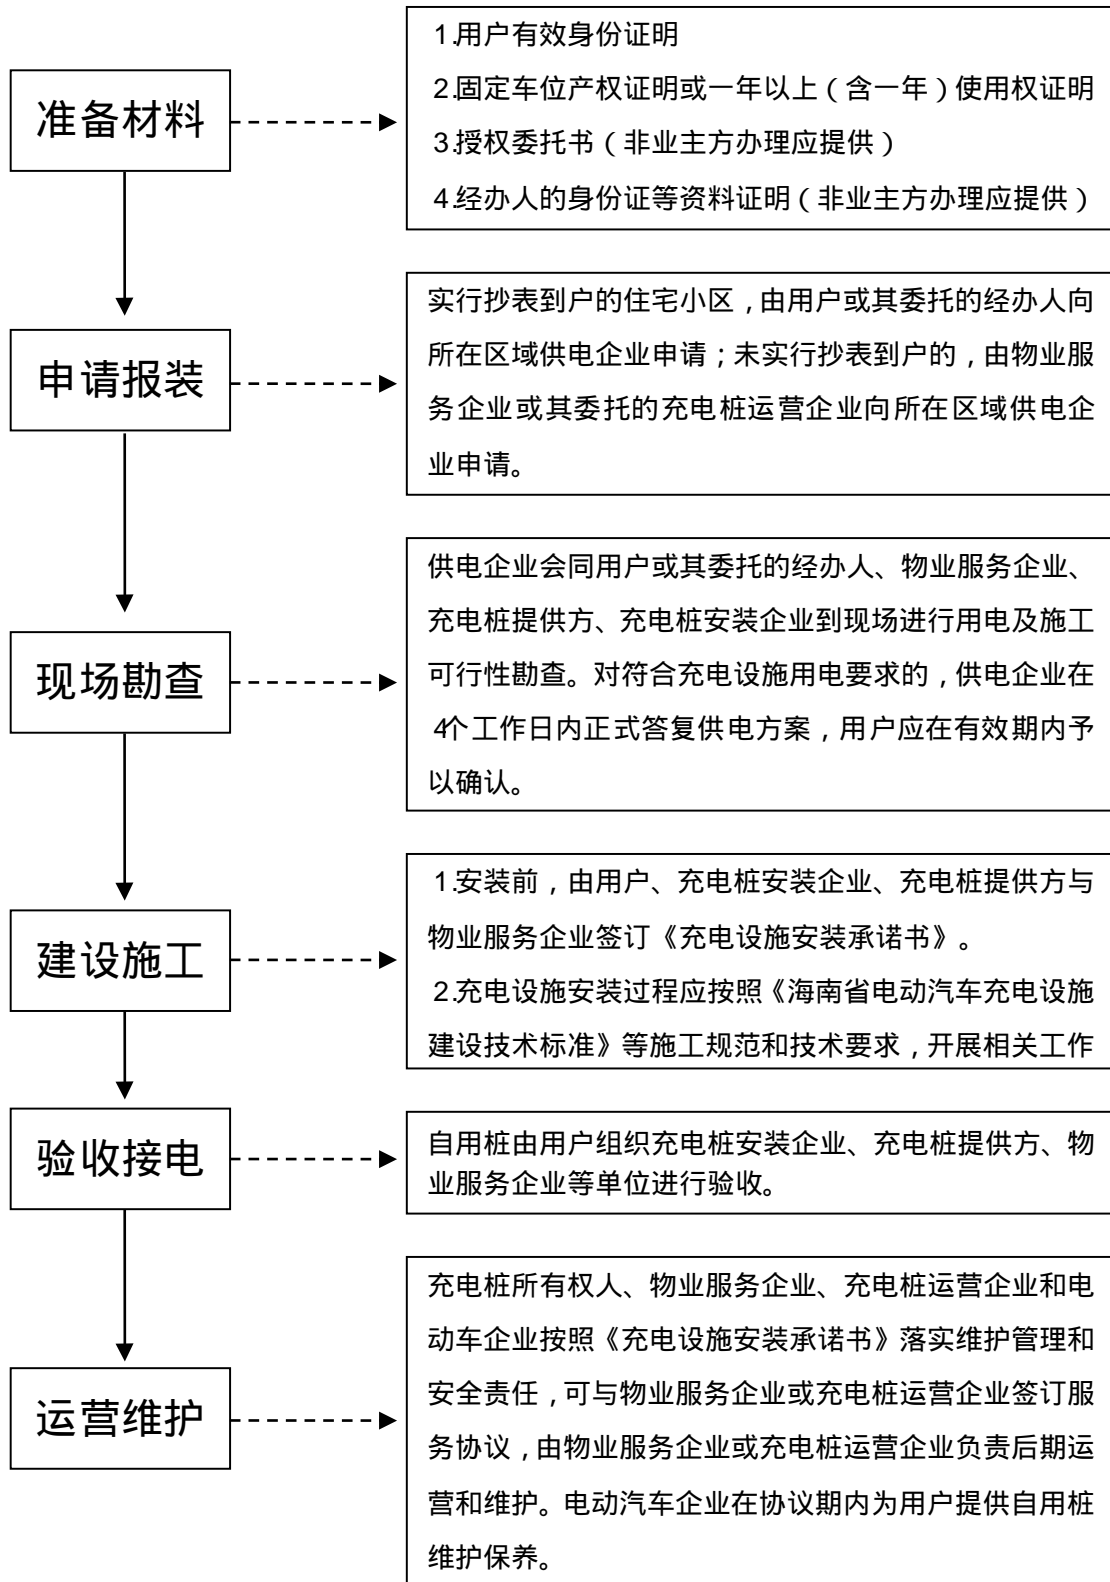 准备材料
1.用户有效身份证明
2.固定车位产权证明或一年以上（含一年）使用权证明
3.授权委托书（非业主方办理应提供）
4.经办人的身份证等资料证明（非业主方办理应提供）
申请报装
实行抄表到户的住宅小区，由用户或其委托的经办人向
所在区域供电企业申请；未实行抄表到户的，由物业服
务企业或其委托的充电桩运营企业向所在区域供电企
业申请。
现场勘查
供电企业会同用户或其委托的经办人、物业服务企业、
充电桩提供方、充电桩安装企业到现场进行用电及施工
可行性勘查。对符合充电设施用电要求的，供电企业在
4个工作日内正式答复供电方案，用户应在有效期内予
以确认。
建设施工
1.安装前，由用户、充电桩安装企业、充电桩提供方与
物业服务企业签订《充电设施安装承诺书》。
2.充电设施安装过程应按照《海南省电动汽车充电设施
建设技术标准》等施工规范和技术要求，开展相关工作
验收接电
自用桩由用户组织充电桩安装企业、充电桩提供方、物
业服务企业等单位进行验收。
运营维护
充电桩所有权人、物业服务企业、充电桩运营企业和电
动车企业按照《充电设施安装承诺书》落实维护管理和
安全责任，可与物业服务企业或充电桩运营企业签订服
务协议，由物业服务企业或充电桩运营企业负责后期运
营和维护。电动汽车企业在协议期内为用户提供自用桩
维护保养。